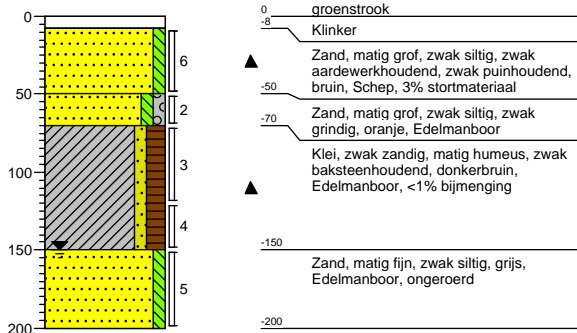 0
50
100
150
200
6
2
3
4
5
0
groenstrook
-8
Klinker
Zand, matig grof, zwak siltig, zwak
aardewerkhoudend, zwak puinhoudend,
bruin, Schep, 3% stortmateriaal
-50
Zand, matig grof, zwak siltig, zwak
grindig, oranje, Edelmanboor
-70
Klei, zwak zandig, matig humeus, zwak
baksteenhoudend, donkerbruin,
Edelmanboor, <1% bijmenging
-150
Zand, matig fijn, zwak siltig, grijs,
Edelmanboor, ongeroerd
-200